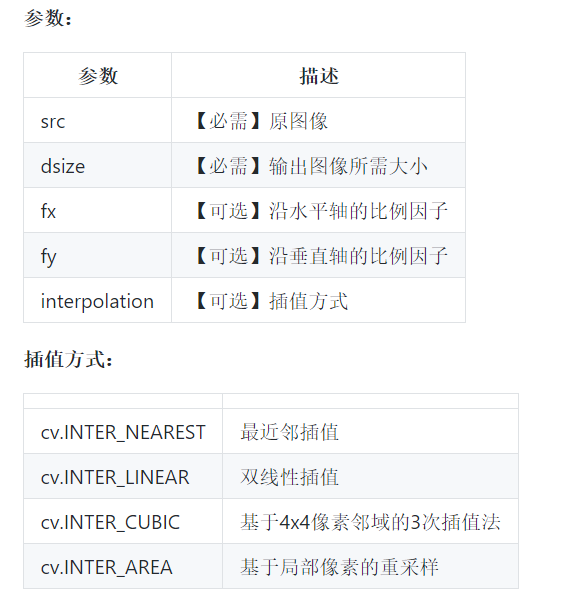 参数：
参数 描述
src 【必需】原图像
dsize 【必需】输出图像所需大小
fx 【可选】沿水平轴的比例因子
fy 【可选】沿垂直轴的比例因子
interpolation 【可选】插值方式
插值方式：
cv.INTER_NEAREST 最近邻插值
cv.INTER_LINEAR 双线性插值
cv.INTER_CUBIC 基于4x4像素邻域的3次插值法
cv.INTER_AREA 基于局部像素的重采样